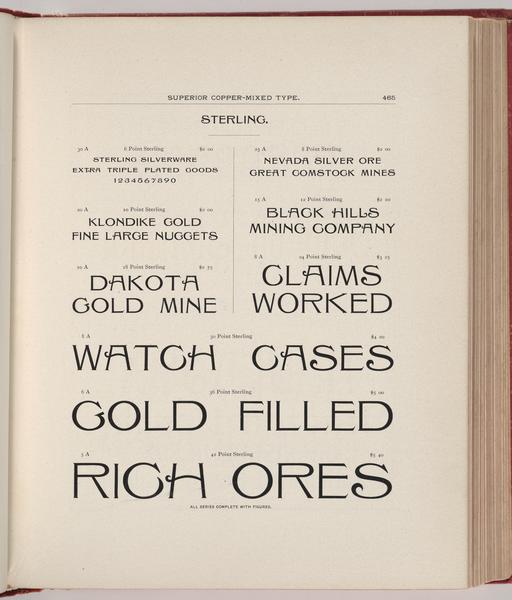 SUPERIOR COPPER-MIXED TYPE. 465
STERLING.
30 A 6 Point Sterling $2 00
STERLING SILVERWARE
EXTRA TRIPLE PLATED GOODS
1234567890
20 A 10 Point Sterling $2 00
KLONDIKE GOLD
FINE LARGE NUGGETS
10 A 18 Point Sterling $2 75
DAKOTA
GOLD MINE
25 A 8 Point Sterling $2 00
NEVADA SILVER ORE
GREAT COMSTOCK MINES
15 A 12 Point Sterling $2 20
BLACK HILLS
MINING COMPANY
8 A 24 Point Sterling $3 25
CLAIMS
WORKED
8 A 30 Point Sterling $4 20
WATCH CASES
6 A 36 Point Sterling $5 00
GOLD FILLED
5 A 42 Point Sterling $5 40
RICH ORES
ALL SERIES COMPLETE WITH FIGURES.